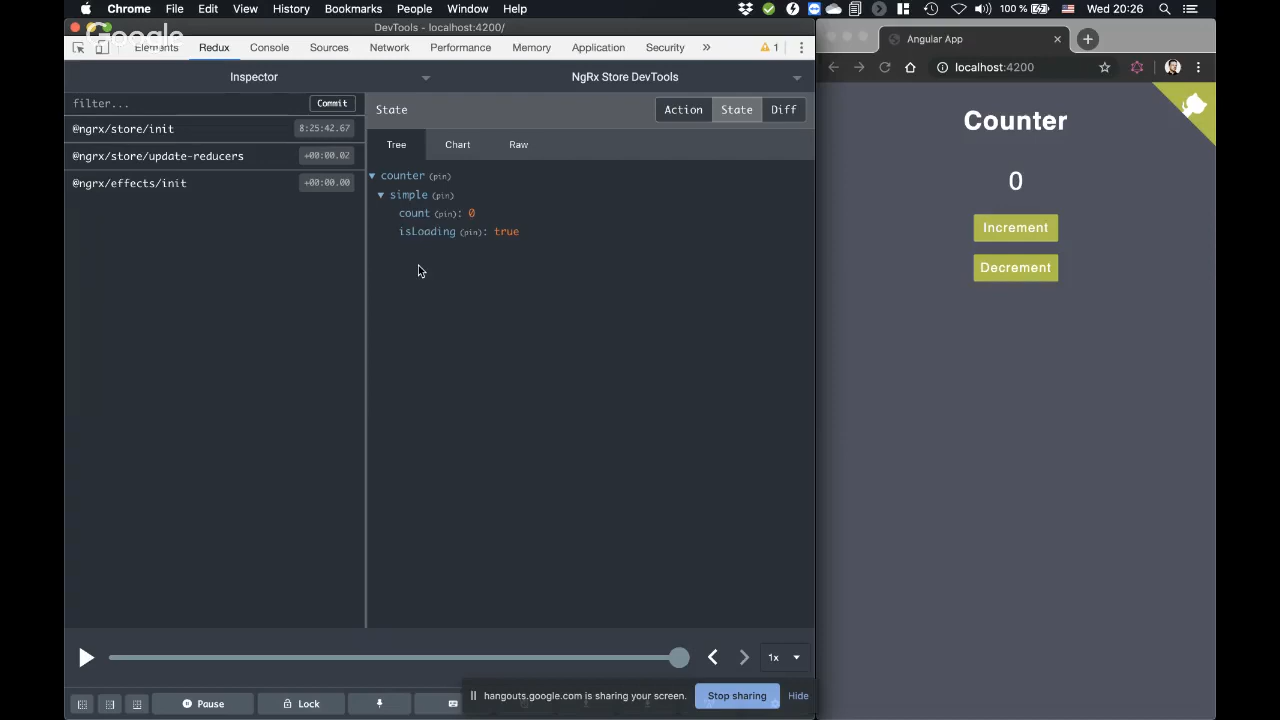 Chrome File Edit View History Bookmarks People Window Help 100 % Wed 20:26
Google
DevTools - localhost:4200/
Elements Redux Console Sources Network Performance Memory Application Security » 1
Inspector NgRx Store DevTools
filter... Commit
@ngrx/store/init 8:25:42.67
@ngrx/store/update-reducers +00:00.02
@ngrx/effects/init +00:00.00
State Action State Diff
Tree Chart Raw
counter (pin)
simple (pin)
count (pin): 0
isLoading (pin): true
1x
Pause Lock
hangouts.google.com is sharing your screen. Stop sharing Hide
Angular App
localhost:4200
Counter
0
Increment
Decrement